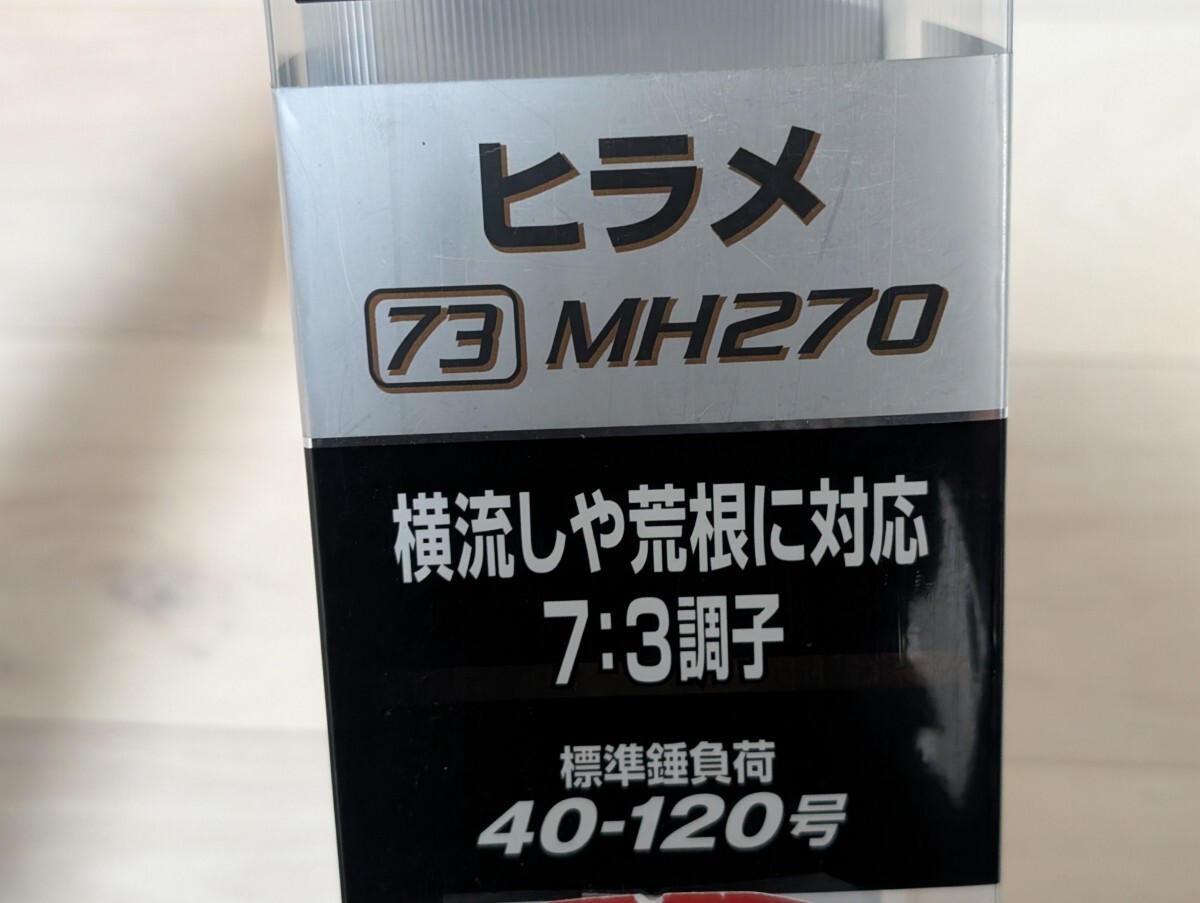 ヒラメ
73 MH270
横流しや荒根に対応
7:3調子
標準錘負荷
40-120号